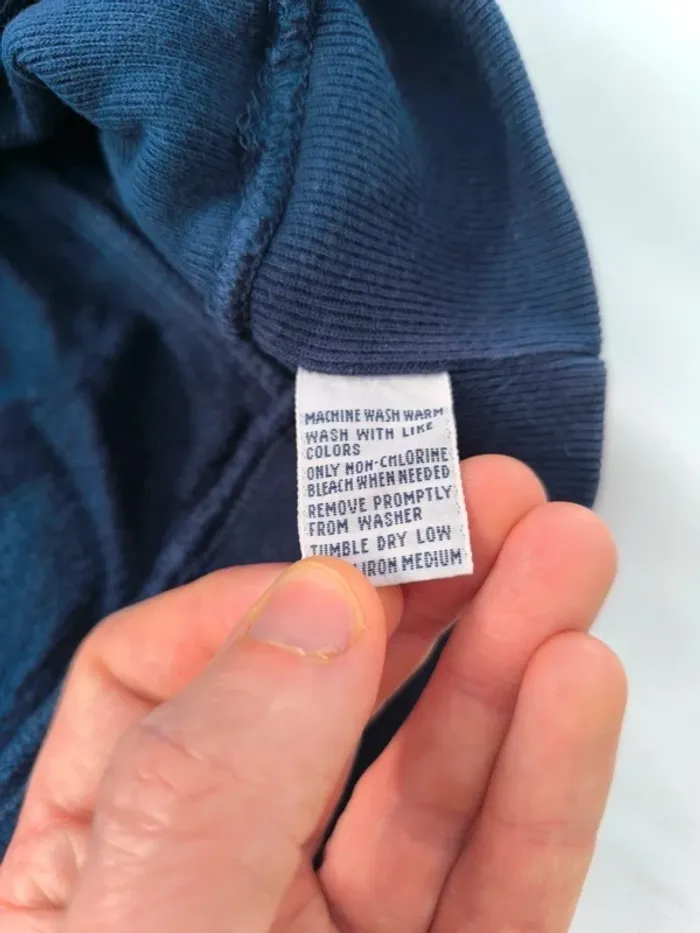 MACHINE WASH WARM
WASH WITH LIKE
COLORS
ONLY NON-CHLORINE
BLEACH WHEN NEEDED
REMOVE PROMPTLY
FROM WASHER
TUMBLE DRY LOW
IRON MEDIUM